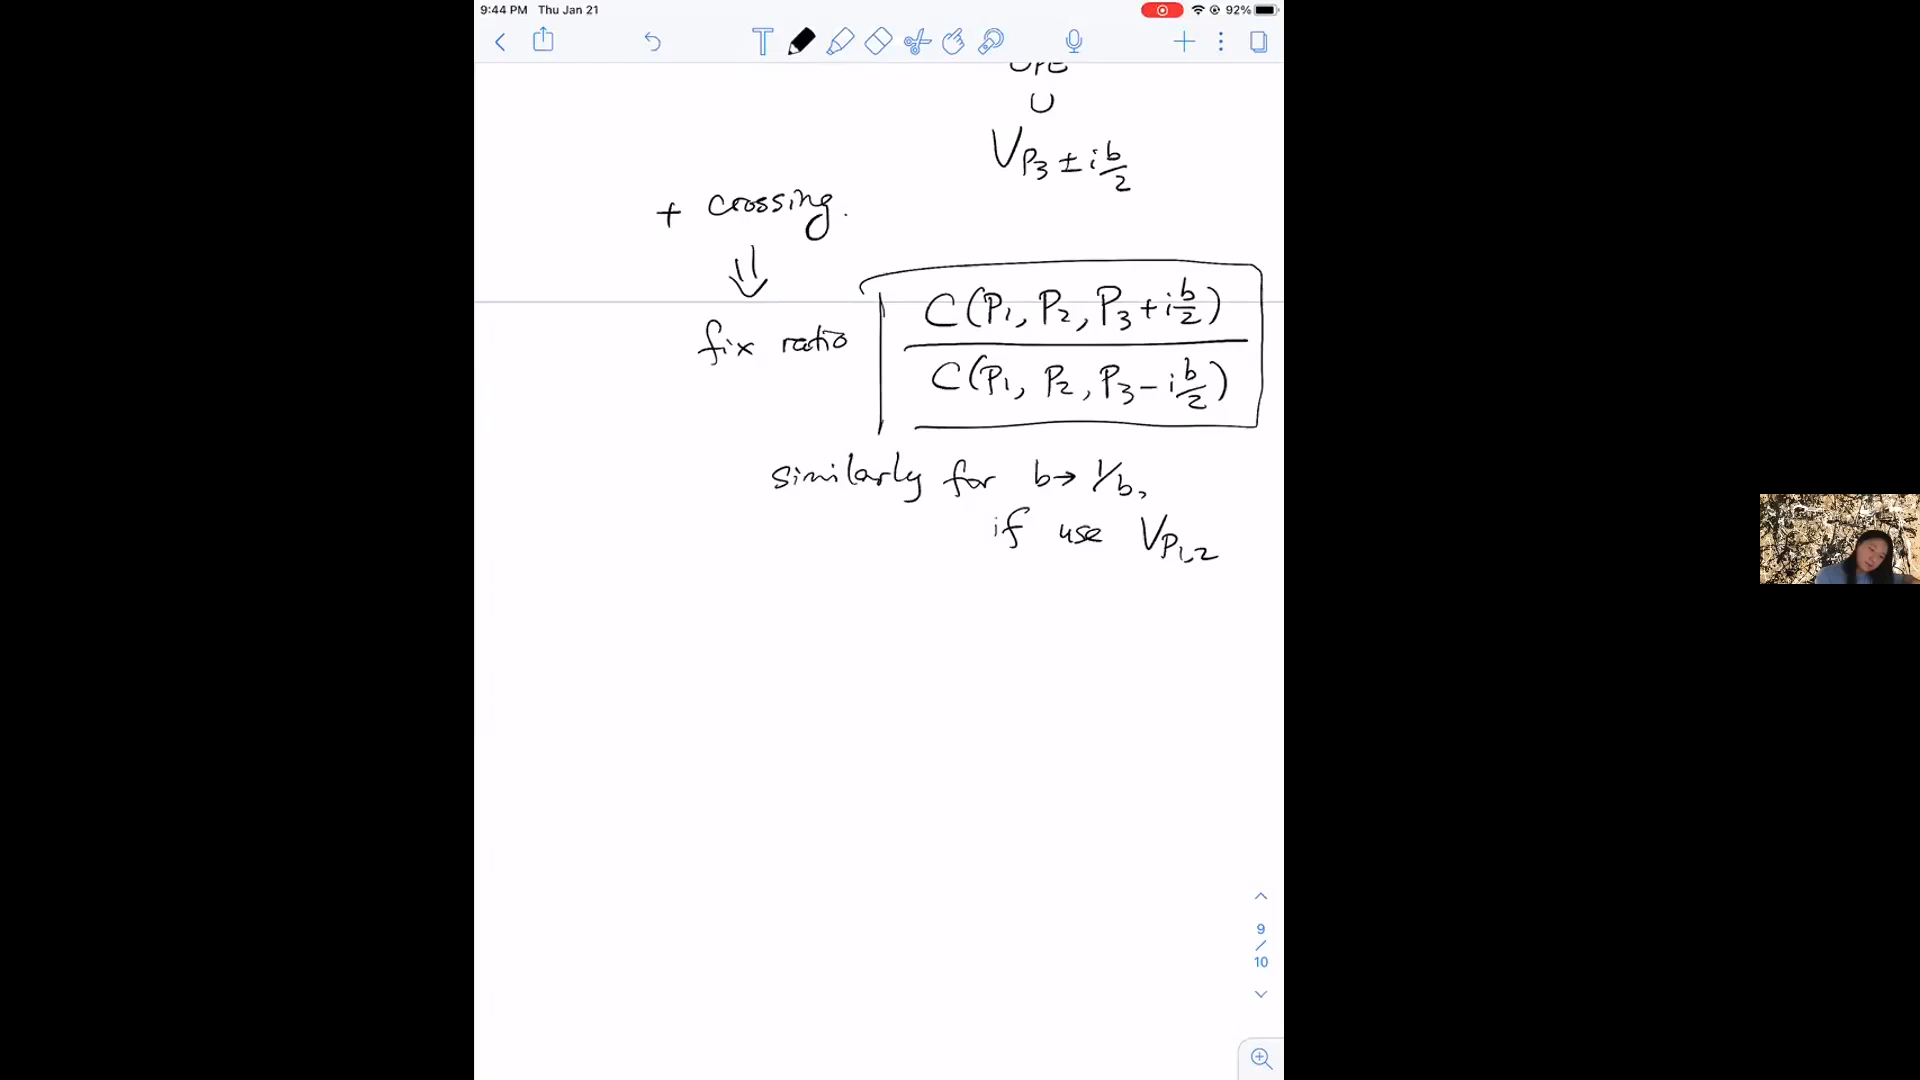 9:44 PM Thu Jan 21
92%
OPE
∪
V_{P_3 ± i b/2}
+ crossing.
⇓
fix ratio
C(P_1, P_2, P_3 + i b/2)
C(P_1, P_2, P_3 - i b/2)
similarly for b → 1/b,
if use V_{P_{1,2}}
9
/
10